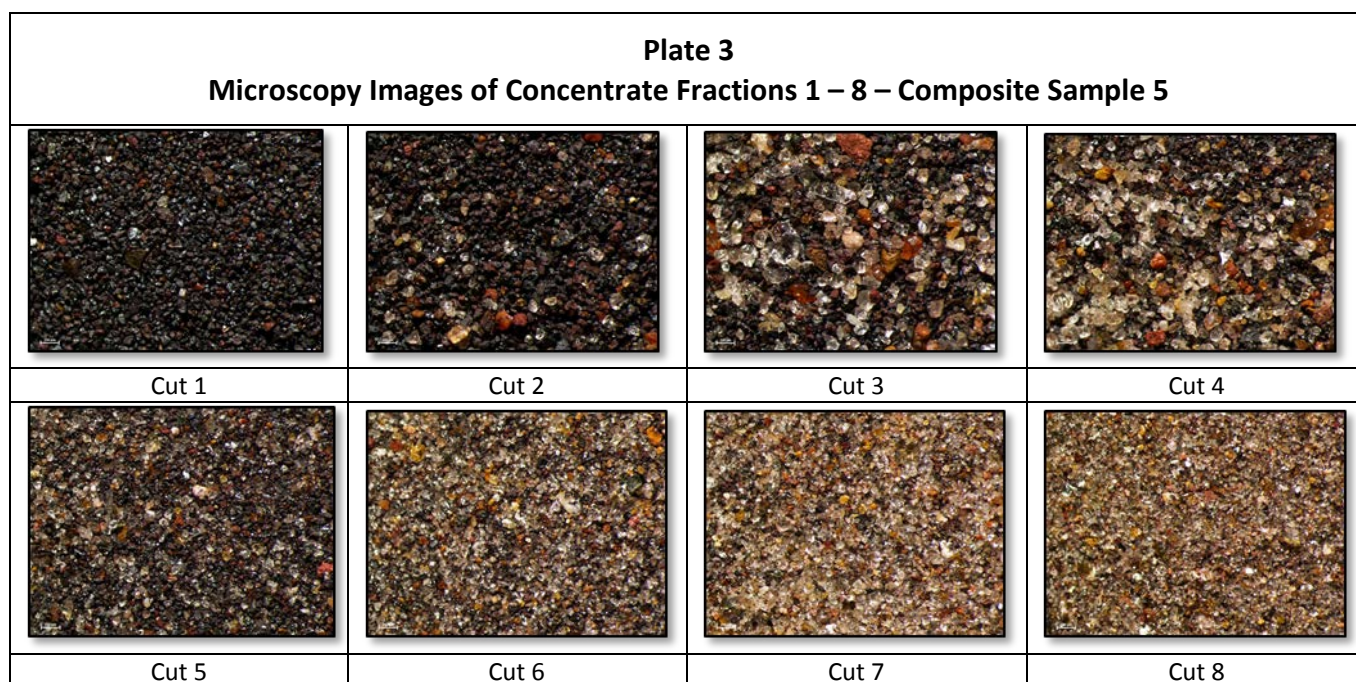 Plate 3
Microscopy Images of Concentrate Fractions 1 – 8 – Composite Sample 5
Cut 1
Cut 2
Cut 3
Cut 4
Cut 5
Cut 6
Cut 7
Cut 8